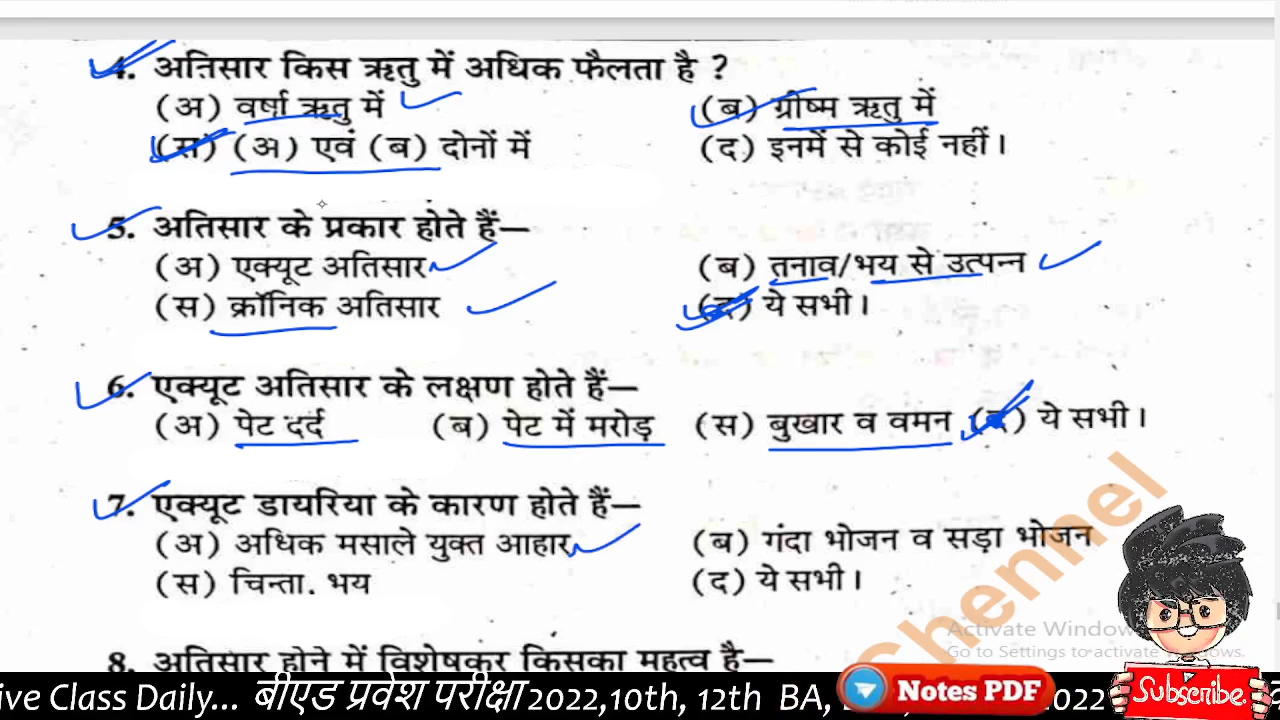 4. अतिसार किस ऋतु में अधिक फैलता है ?
(अ) वर्षा ऋतु में (ब) ग्रीष्म ऋतु में
(स) (अ) एवं (ब) दोनों में (द) इनमें से कोई नहीं।
5. अतिसार के प्रकार होते हैं—
(अ) एक्यूट अतिसार (ब) तनाव/भय से उत्पन्न
(स) क्रॉनिक अतिसार (द) ये सभी।
6. एक्यूट अतिसार के लक्षण होते हैं—
(अ) पेट दर्द (ब) पेट में मरोड़ (स) बुखार व वमन (द) ये सभी।
7. एक्यूट डायरिया के कारण होते हैं—
(अ) अधिक मसाले युक्त आहार (ब) गंदा भोजन व सड़ा भोजन
(स) चिन्ता. भय (द) ये सभी।
Chennel
Activate Window
Go to Settings to activate
8. अतिसार होने में विशेषकर किसका महत्व है—
ive Class Daily... बीएड प्रवेश परीक्षा 2022,10th, 12th BA,
Notes PDF
2022
Subscribe